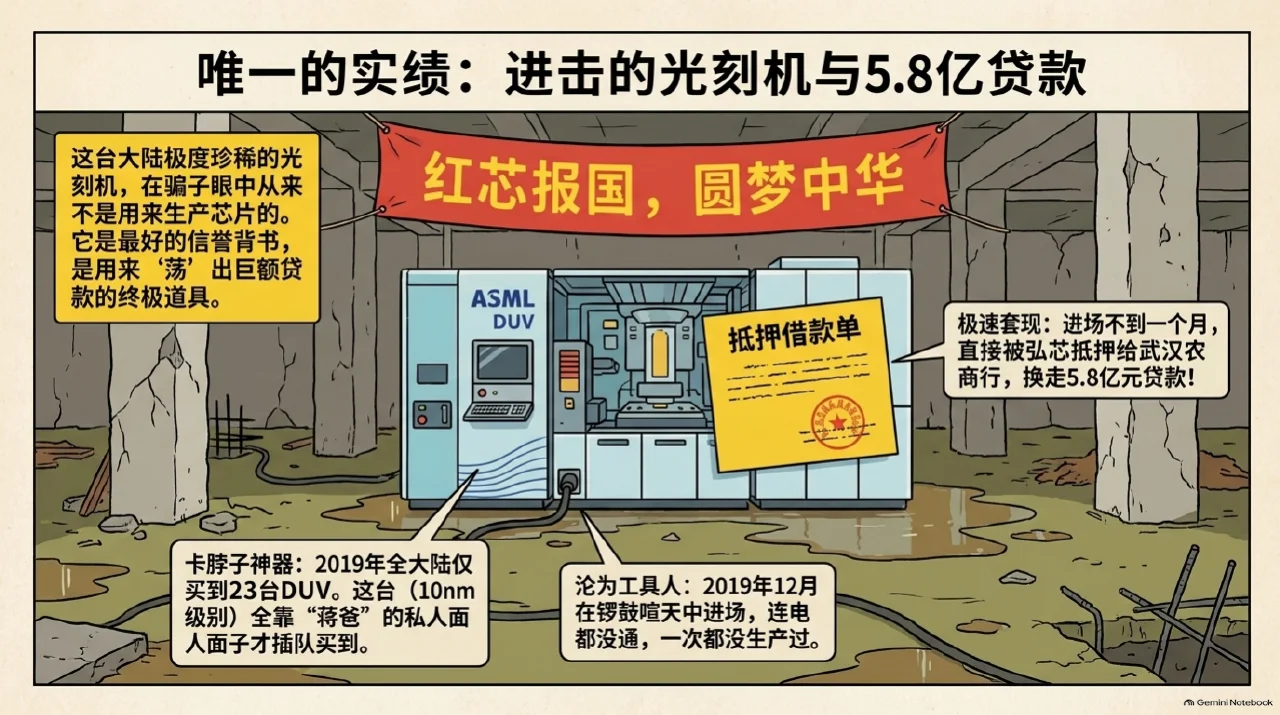 唯一的实绩：进击的光刻机与5.8亿贷款
这台大陆极度珍稀的光
刻机，在骗子眼中从来
不是用来生产芯片的。
它是最好的信誉背书，
是用来‘荡’出巨额贷
款的终极道具。
红芯报国，圆梦中华
ASML
DUV
抵押借款单
极速套现：进场不到一个月，
直接被弘芯抵押给武汉农
商行，换走5.8亿元贷款！
卡脖子神器：2019年全大陆仅
买到23台DUV。这台（10nm
级别）全靠“蒋爸”的私人面
人面子才插队买到。
沦为工具人：2019年12月
在锣鼓喧天中进场，连电
都没通，一次都没生产过。
Gemini Notebook